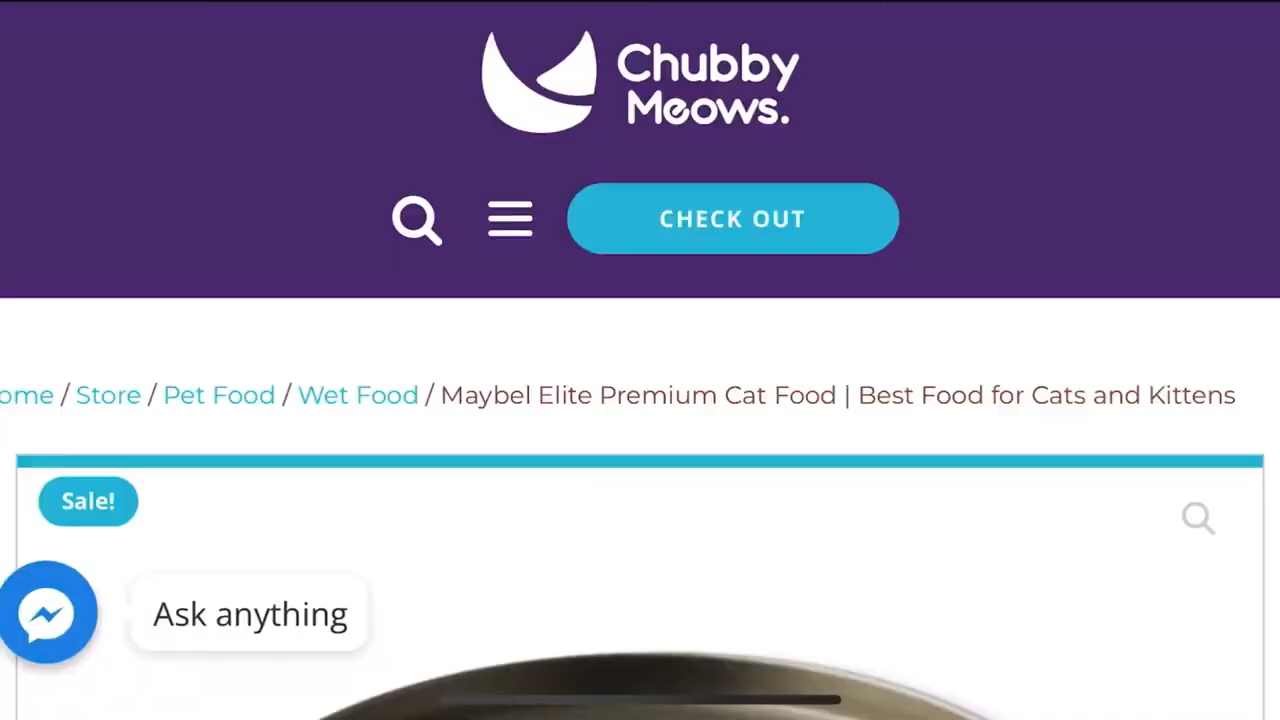 Chubby
Meows.
CHECK OUT
ome / Store / Pet Food / Wet Food / Maybel Elite Premium Cat Food | Best Food for Cats and Kittens
Sale!
Ask anything